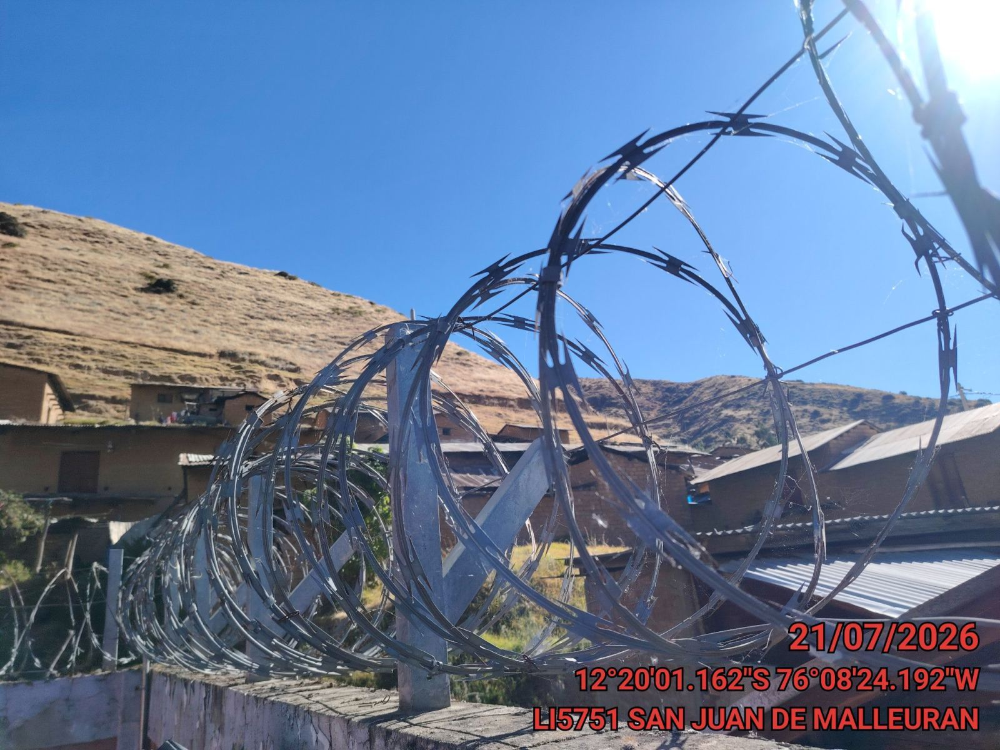 21/07/2026
12°20'01.162"S 76°08'24.192"W
LI5751 SAN JUAN DE MALLEURAN